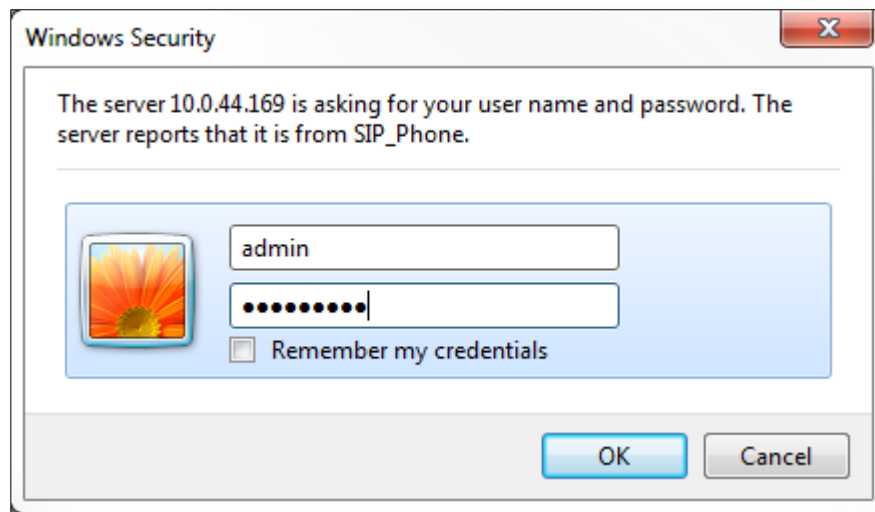 Windows Security
The server 10.0.44.169 is asking for your user name and password. The
server reports that it is from SIP_Phone.
admin
●●●●●●●●●
Remember my credentials
OK
Cancel